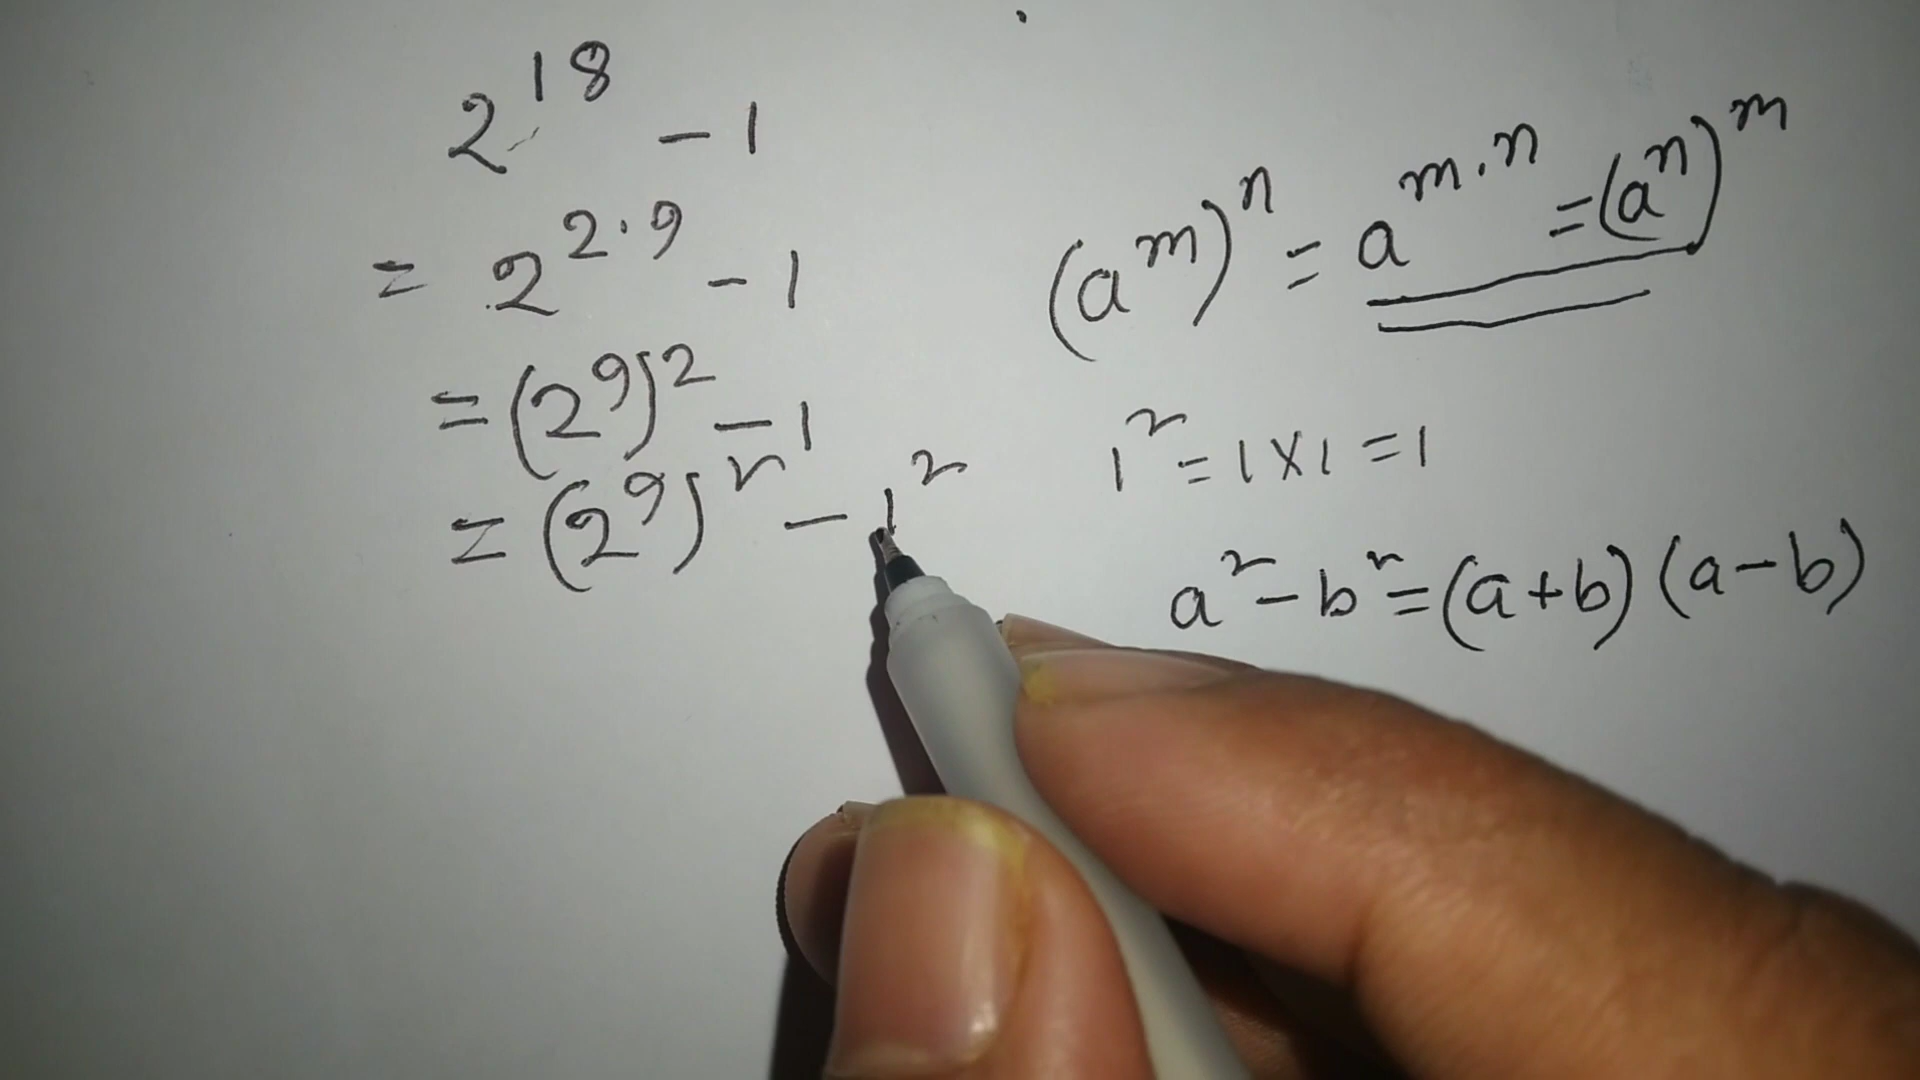 2^18 - 1
= 2^2·9 - 1
= (2^9)^2 - 1
= (2^9)^2 - 1^2
(a^m)^n = a^m·n = (a^n)^m
1^2 = 1×1 = 1
a^2 - b^2 = (a+b) (a-b)